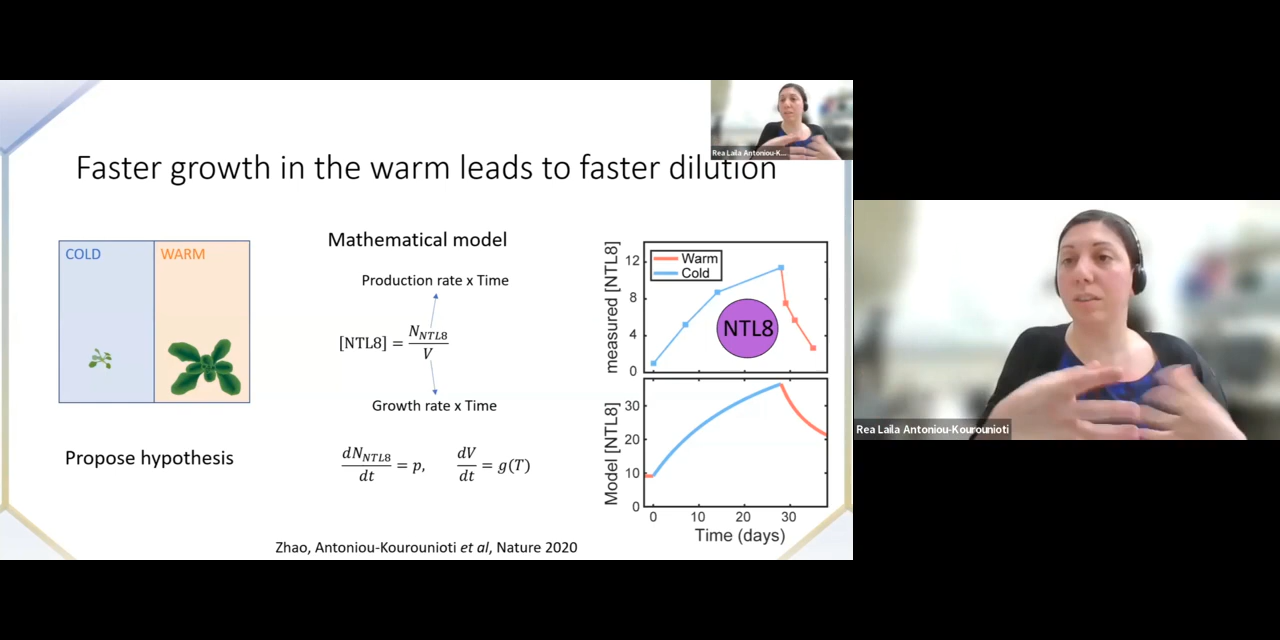 Rea Laila Antoniou-K...
Faster growth in the warm leads to faster dilution
COLD
WARM
Propose hypothesis
Mathematical model
Production rate x Time
[NTL8] = N_NTL8 / V
Growth rate x Time
dN_NTL8/dt = p, dV/dt = g(T)
measured [NTL8]
12
8
4
0
Warm
Cold
NTL8
Model [NTL8]
30
20
10
0
0 10 20 30
Time (days)
Zhao, Antoniou-Kourounioti et al, Nature 2020
Rea Laila Antoniou-Kourounioti